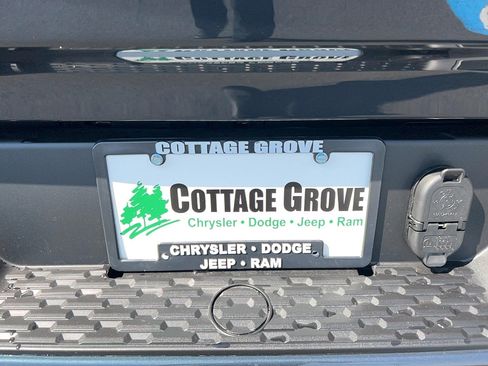 COTTAGE GROVE
COTTAGE GROVE
Chrysler • Dodge • Jeep • Ram
CHRYSLER • DODGE
JEEP • RAM